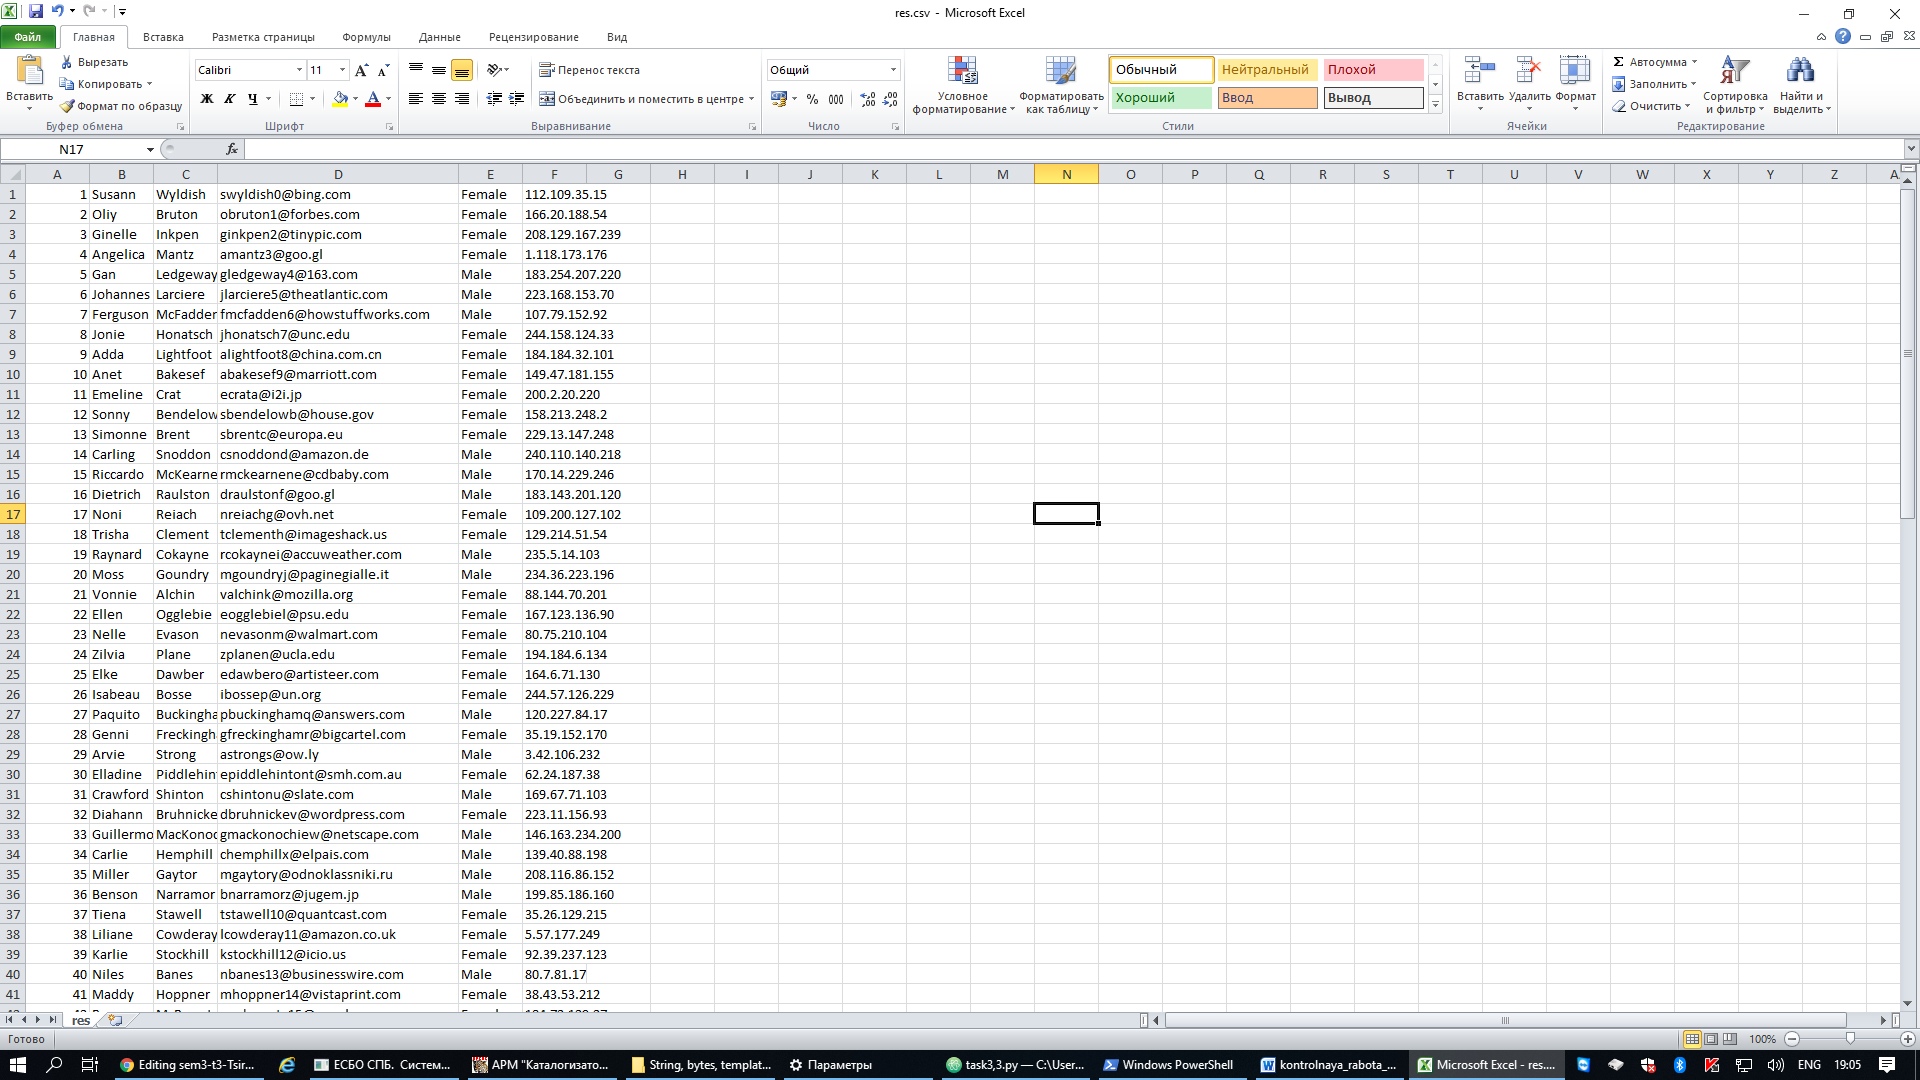 res.csv - Microsoft Excel
Файл Главная Вставка Разметка страницы Формулы Данные Рецензирование Вид
Вставить Вырезать Копировать Формат по образцу Буфер обмена
Calibri 11 Ж К Ч Шрифт
Перенос текста Объединить и поместить в центре Выравнивание
Общий % 000 Число
Условное форматирование Форматировать как таблицу Обычный Нейтральный Плохой Хороший Ввод Вывод Стили
Вставить Удалить Формат Ячейки
Автосумма Заполнить Очистить Сортировка и фильтр Найти и выделить Редактирование
N17 fx
A B C D E F G H I J K L M N O P Q R S T U V W X Y Z
1 1 Susann Wyldish swyldish0@bing.com Female 112.109.35.15
2 2 Oliy Bruton obruton1@forbes.com Female 166.20.188.54
3 3 Ginelle Inkpen ginkpen2@tinypic.com Female 208.129.167.239
4 4 Angelica Mantz amantz3@goo.gl Female 1.118.173.176
5 5 Gan Ledgeway gledgeway4@163.com Male 183.254.207.220
6 6 Johannes Larciere jlarciere5@theatlantic.com Male 223.168.153.70
7 7 Ferguson McFadden fmcfadden6@howstuffworks.com Male 107.79.152.92
8 8 Jonie Honatsch jhonatsch7@unc.edu Female 244.158.124.33
9 9 Adda Lightfoot alightfoot8@china.com.cn Female 184.184.32.101
10 10 Anet Bakesef abakesef9@marriott.com Female 149.47.181.155
11 11 Emeline Crat ecrata@i2i.jp Female 200.2.20.220
12 12 Sonny Bendelow sbendelowb@house.gov Female 158.213.248.2
13 13 Simonne Brent sbrentc@europa.eu Female 229.13.147.248
14 14 Carling Snoddon csnoddond@amazon.de Male 240.110.140.218
15 15 Riccardo McKearne rmckearnene@cdbaby.com Male 170.14.229.246
16 16 Dietrich Raulston draulstonf@goo.gl Male 183.143.201.120
17 17 Noni Reiach nreiachg@ovh.net Female 109.200.127.102
18 18 Trisha Clement tclementh@imageshack.us Female 129.214.51.54
19 19 Raynard Cokayne rcokaynei@accuweather.com Male 235.5.14.103
20 20 Moss Goundry mgoundryj@paginegialle.it Male 234.36.223.196
21 21 Vonnie Alchin valchink@mozilla.org Female 88.144.70.201
22 22 Ellen Ogglebie eogglebiel@psu.edu Female 167.123.136.90
23 23 Nelle Evason nevasonm@walmart.com Female 80.75.210.104
24 24 Zilvia Plane zplanen@ucla.edu Female 194.184.6.134
25 25 Elke Dawber edawbero@artisteer.com Female 164.6.71.130
26 26 Isabeau Bosse ibossep@un.org Female 244.57.126.229
27 27 Paquito Buckingha pbuckinghamq@answers.com Male 120.227.84.17
28 28 Genni Freckingh gfreckinghamr@bigcartel.com Female 35.19.152.170
29 29 Arvie Strong astrongs@ow.ly Male 3.42.106.232
30 30 Elladine Piddlehin epiddlehintont@smh.com.au Female 62.24.187.38
31 31 Crawford Shinton cshintonu@slate.com Male 169.67.71.103
32 32 Diahann Bruhnicke dbruhnickev@wordpress.com Female 223.11.156.93
33 33 Guillermo MacKonoc gmackonochiew@netscape.com Male 146.163.234.200
34 34 Carlie Hemphill chemphillx@elpais.com Male 139.40.88.198
35 35 Miller Gaytor mgaytory@odnoklassniki.ru Male 208.116.86.152
36 36 Benson Narramor bnarramorz@jugem.jp Male 199.85.186.160
37 37 Tiena Stawell tstawell10@quantcast.com Female 35.26.129.215
38 38 Liliane Cowderay lcowderay11@amazon.co.uk Female 5.57.177.249
39 39 Karlie Stockhill kstockhill12@icio.us Female 92.39.237.123
40 40 Niles Banes nbanes13@businesswire.com Male 80.7.81.17
41 41 Maddy Hoppner mhoppner14@vistaprint.com Female 38.43.53.212
res
Готово 100%
Editing sem3-t3-Tsir... ЕСБО СПБ. Систем... АРМ "Каталогизато... String, bytes, templat... Параметры task3,3.py — C:\User... Windows PowerShell kontrolnaya_rabota_... Microsoft Excel - res.... ENG 19:05